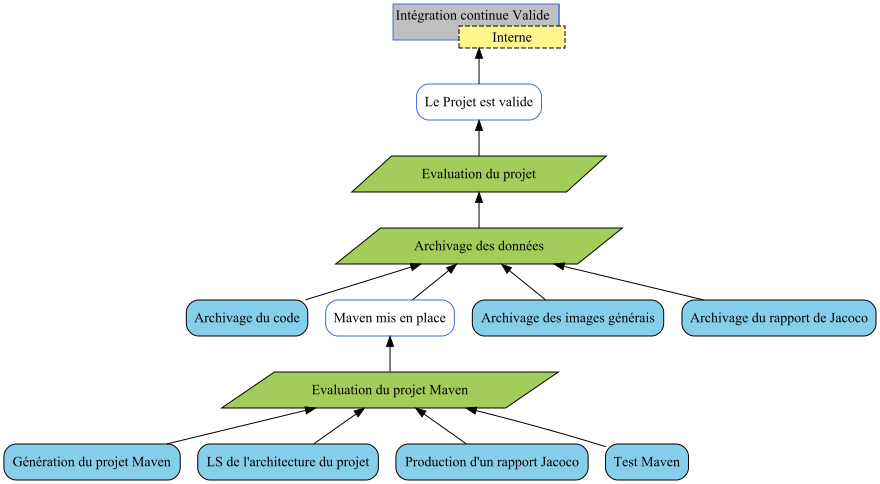 Intégration continue Valide
Interne
Le Projet est valide
Evaluation du projet
Archivage des données
Archivage du code
Maven mis en place
Archivage des images générais
Archivage du rapport de Jacoco
Evaluation du projet Maven
Génération du projet Maven
LS de l'architecture du projet
Production d'un rapport Jacoco
Test Maven